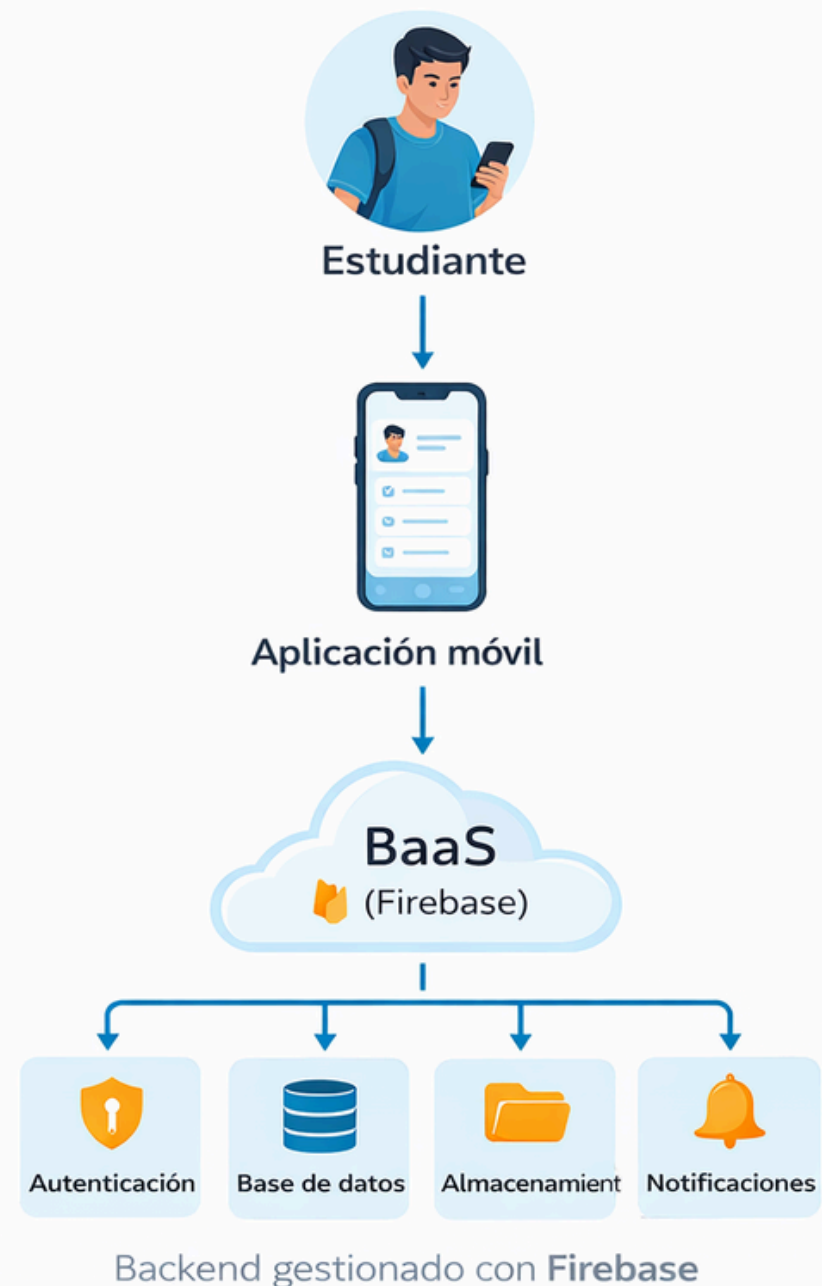 Estudiante
Aplicación móvil
BaaS
(Firebase)
Autenticación
Base de datos
Almacenamient
Notificaciones
Backend gestionado con Firebase